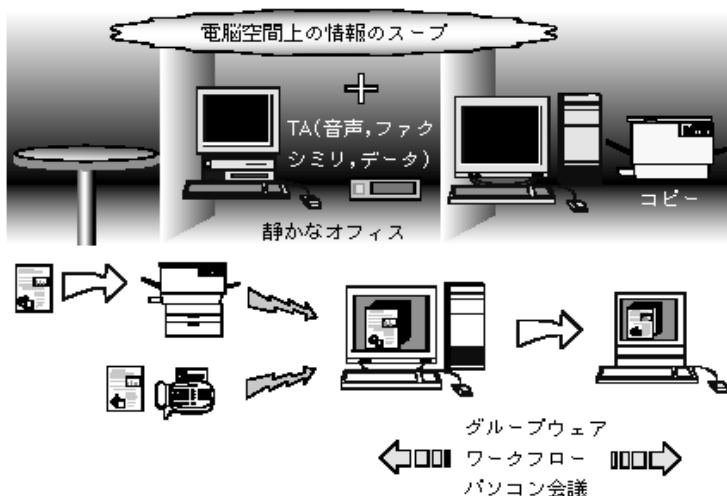 電脳空間上の情報のスープ
TA(音声,ファク
シミリ,データ)
コピー
静かなオフィス
グループウェア
ワークフロー
パソコン会議